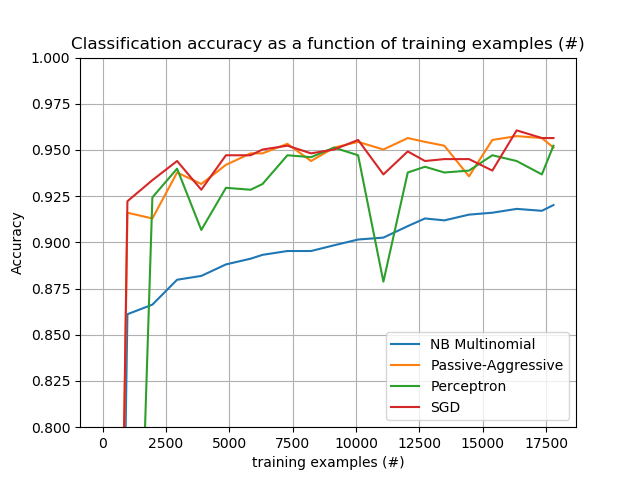 Classification accuracy as a function of training examples (#)
1.000
0.975
0.950
0.925
0.900
0.875
0.850
0.825
0.800
Accuracy
NB Multinomial
Passive-Aggressive
Perceptron
SGD
0 2500 5000 7500 10000 12500 15000 17500
training examples (#)